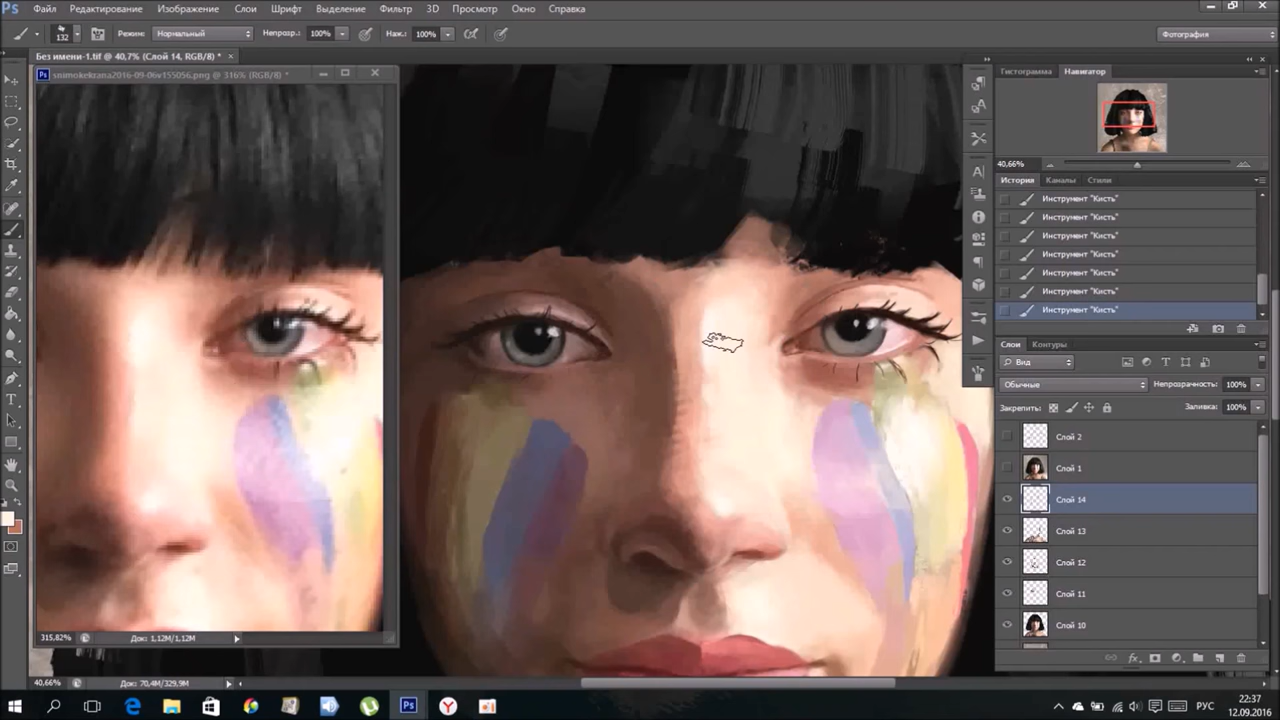 Ps Файл Редактирование Изображение Слои Шрифт Выделение Фильтр 3D Просмотр Окно Справка
132 Режим: Нормальный Непрозр.: 100% Наж.: 100% Фотография
Без имени-1.tif @ 40,7% (Слой 14, RGB/8) *
snimokekrana2016-09-06v155056.png @ 316% (RGB/8) *
Гистограмма Навигатор
40,66%
История Каналы Стили
Инструмент "Кисть"
Инструмент "Кисть"
Инструмент "Кисть"
Инструмент "Кисть"
Инструмент "Кисть"
Инструмент "Кисть"
Инструмент "Кисть"
Слои Контуры
Вид
Обычные Непрозрачность: 100%
Закрепить: Заливка: 100%
Слой 2
Слой 1
Слой 14
Слой 13
Слой 12
Слой 11
Слой 10
315,82% Док: 1,12M/1,12M
40,66% Док: 70,4M/329,9M
РУС
22:37
12.09.2016